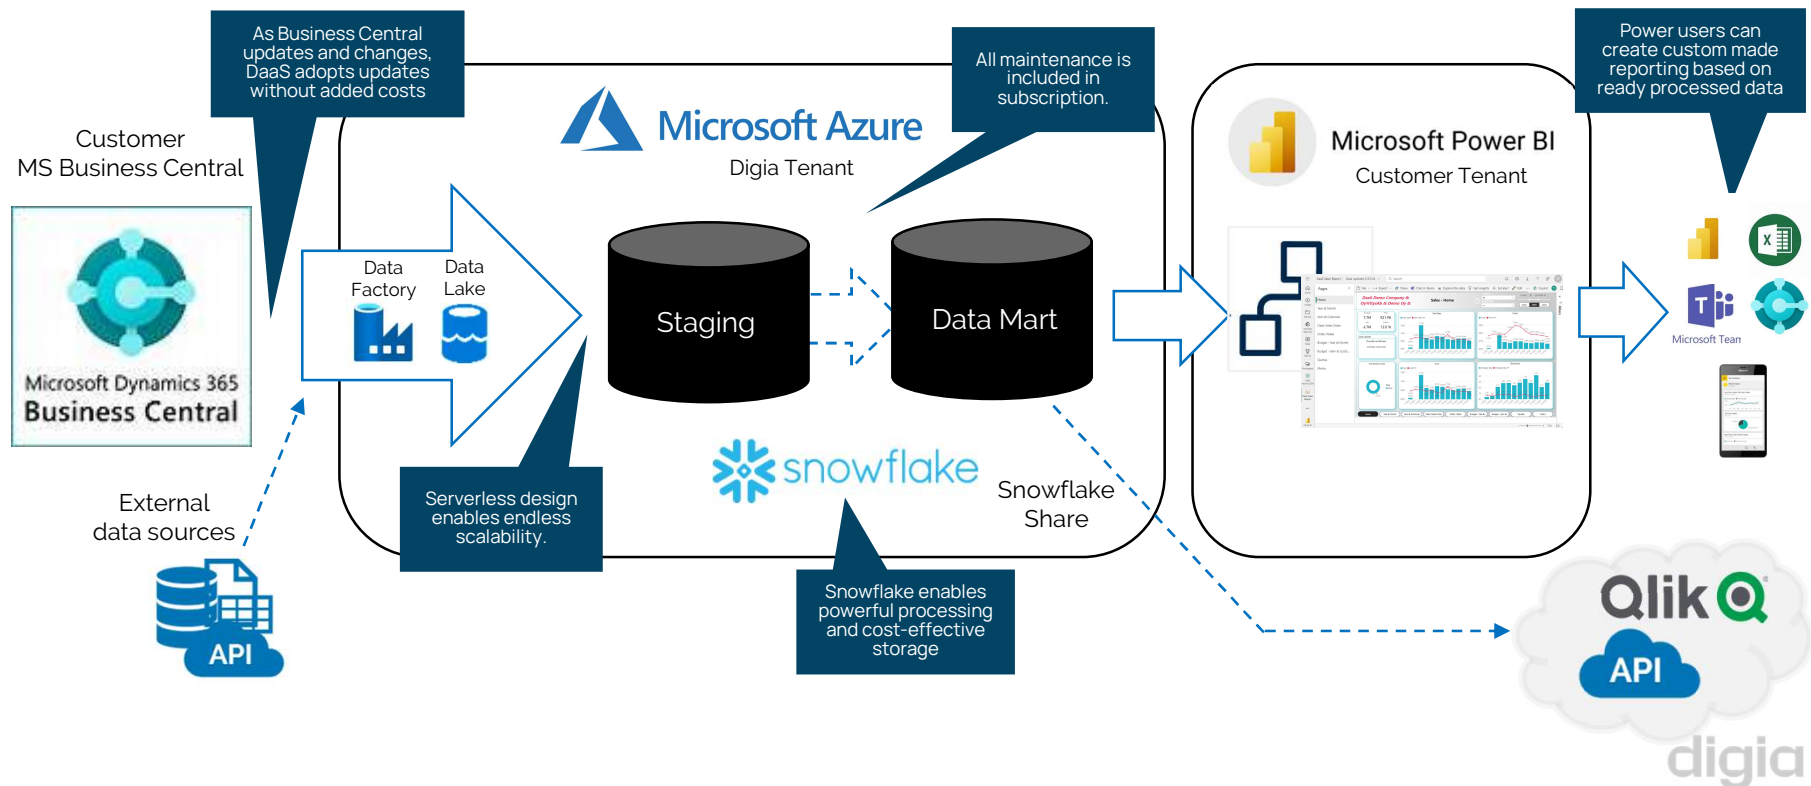 As Business Central
updates and changes,
DaaS adopts updates
without added costs
All maintenance is
included in
subscription.
Power users can
create custom made
reporting based on
ready processed data
Customer
MS Business Central
Microsoft Azure
Digia Tenant
Microsoft Power BI
Customer Tenant
Microsoft Dynamics 365
Business Central
Data
Factory
Data
Lake
Staging
Data Mart
Pages
Sales - Home
Microsoft Team
snowflake
Snowflake
Share
Serverless design
enables endless
scalability.
External
data sources
API
Snowflake enables
powerful processing
and cost-effective
storage
Qlik
API
digia